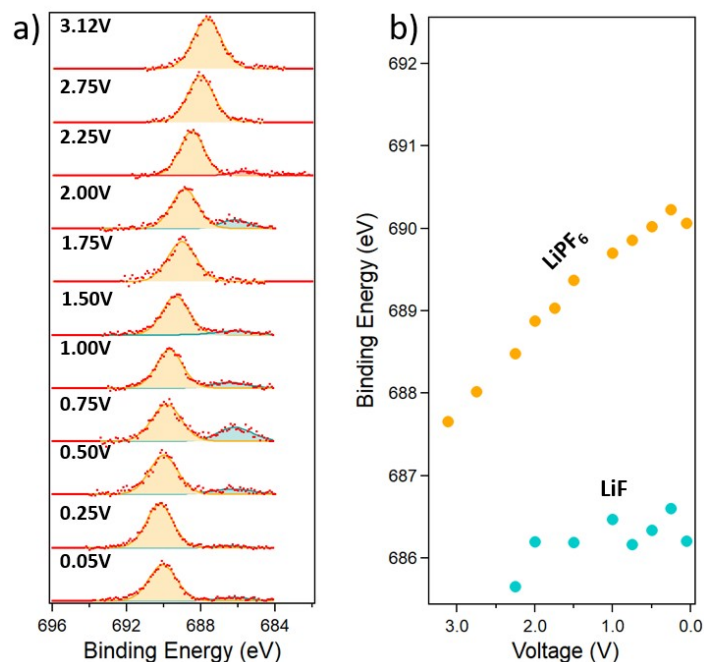 a)
3.12V
2.75V
2.25V
2.00V
1.75V
1.50V
1.00V
0.75V
0.50V
0.25V
0.05V
696 692 688 684
Binding Energy (eV)
b)
692
691
690
689
688
687
686
Binding Energy (eV)
LiPF₆
LiF
3.0 2.0 1.0 0.0
Voltage (V)